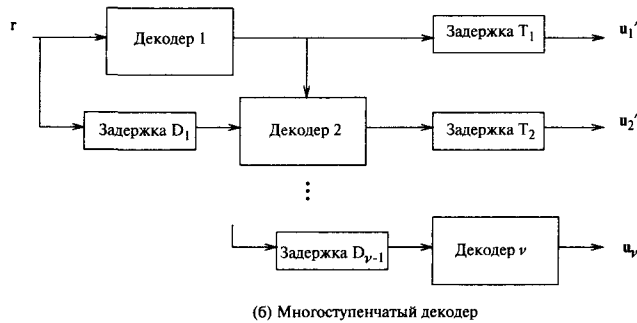 r
Декодер 1
Задержка T₁
u₁′
Задержка D₁
Декодер 2
Задержка T₂
u₂′
Задержка Dν-1
Декодер ν
uν
(б) Многоступенчатый декодер